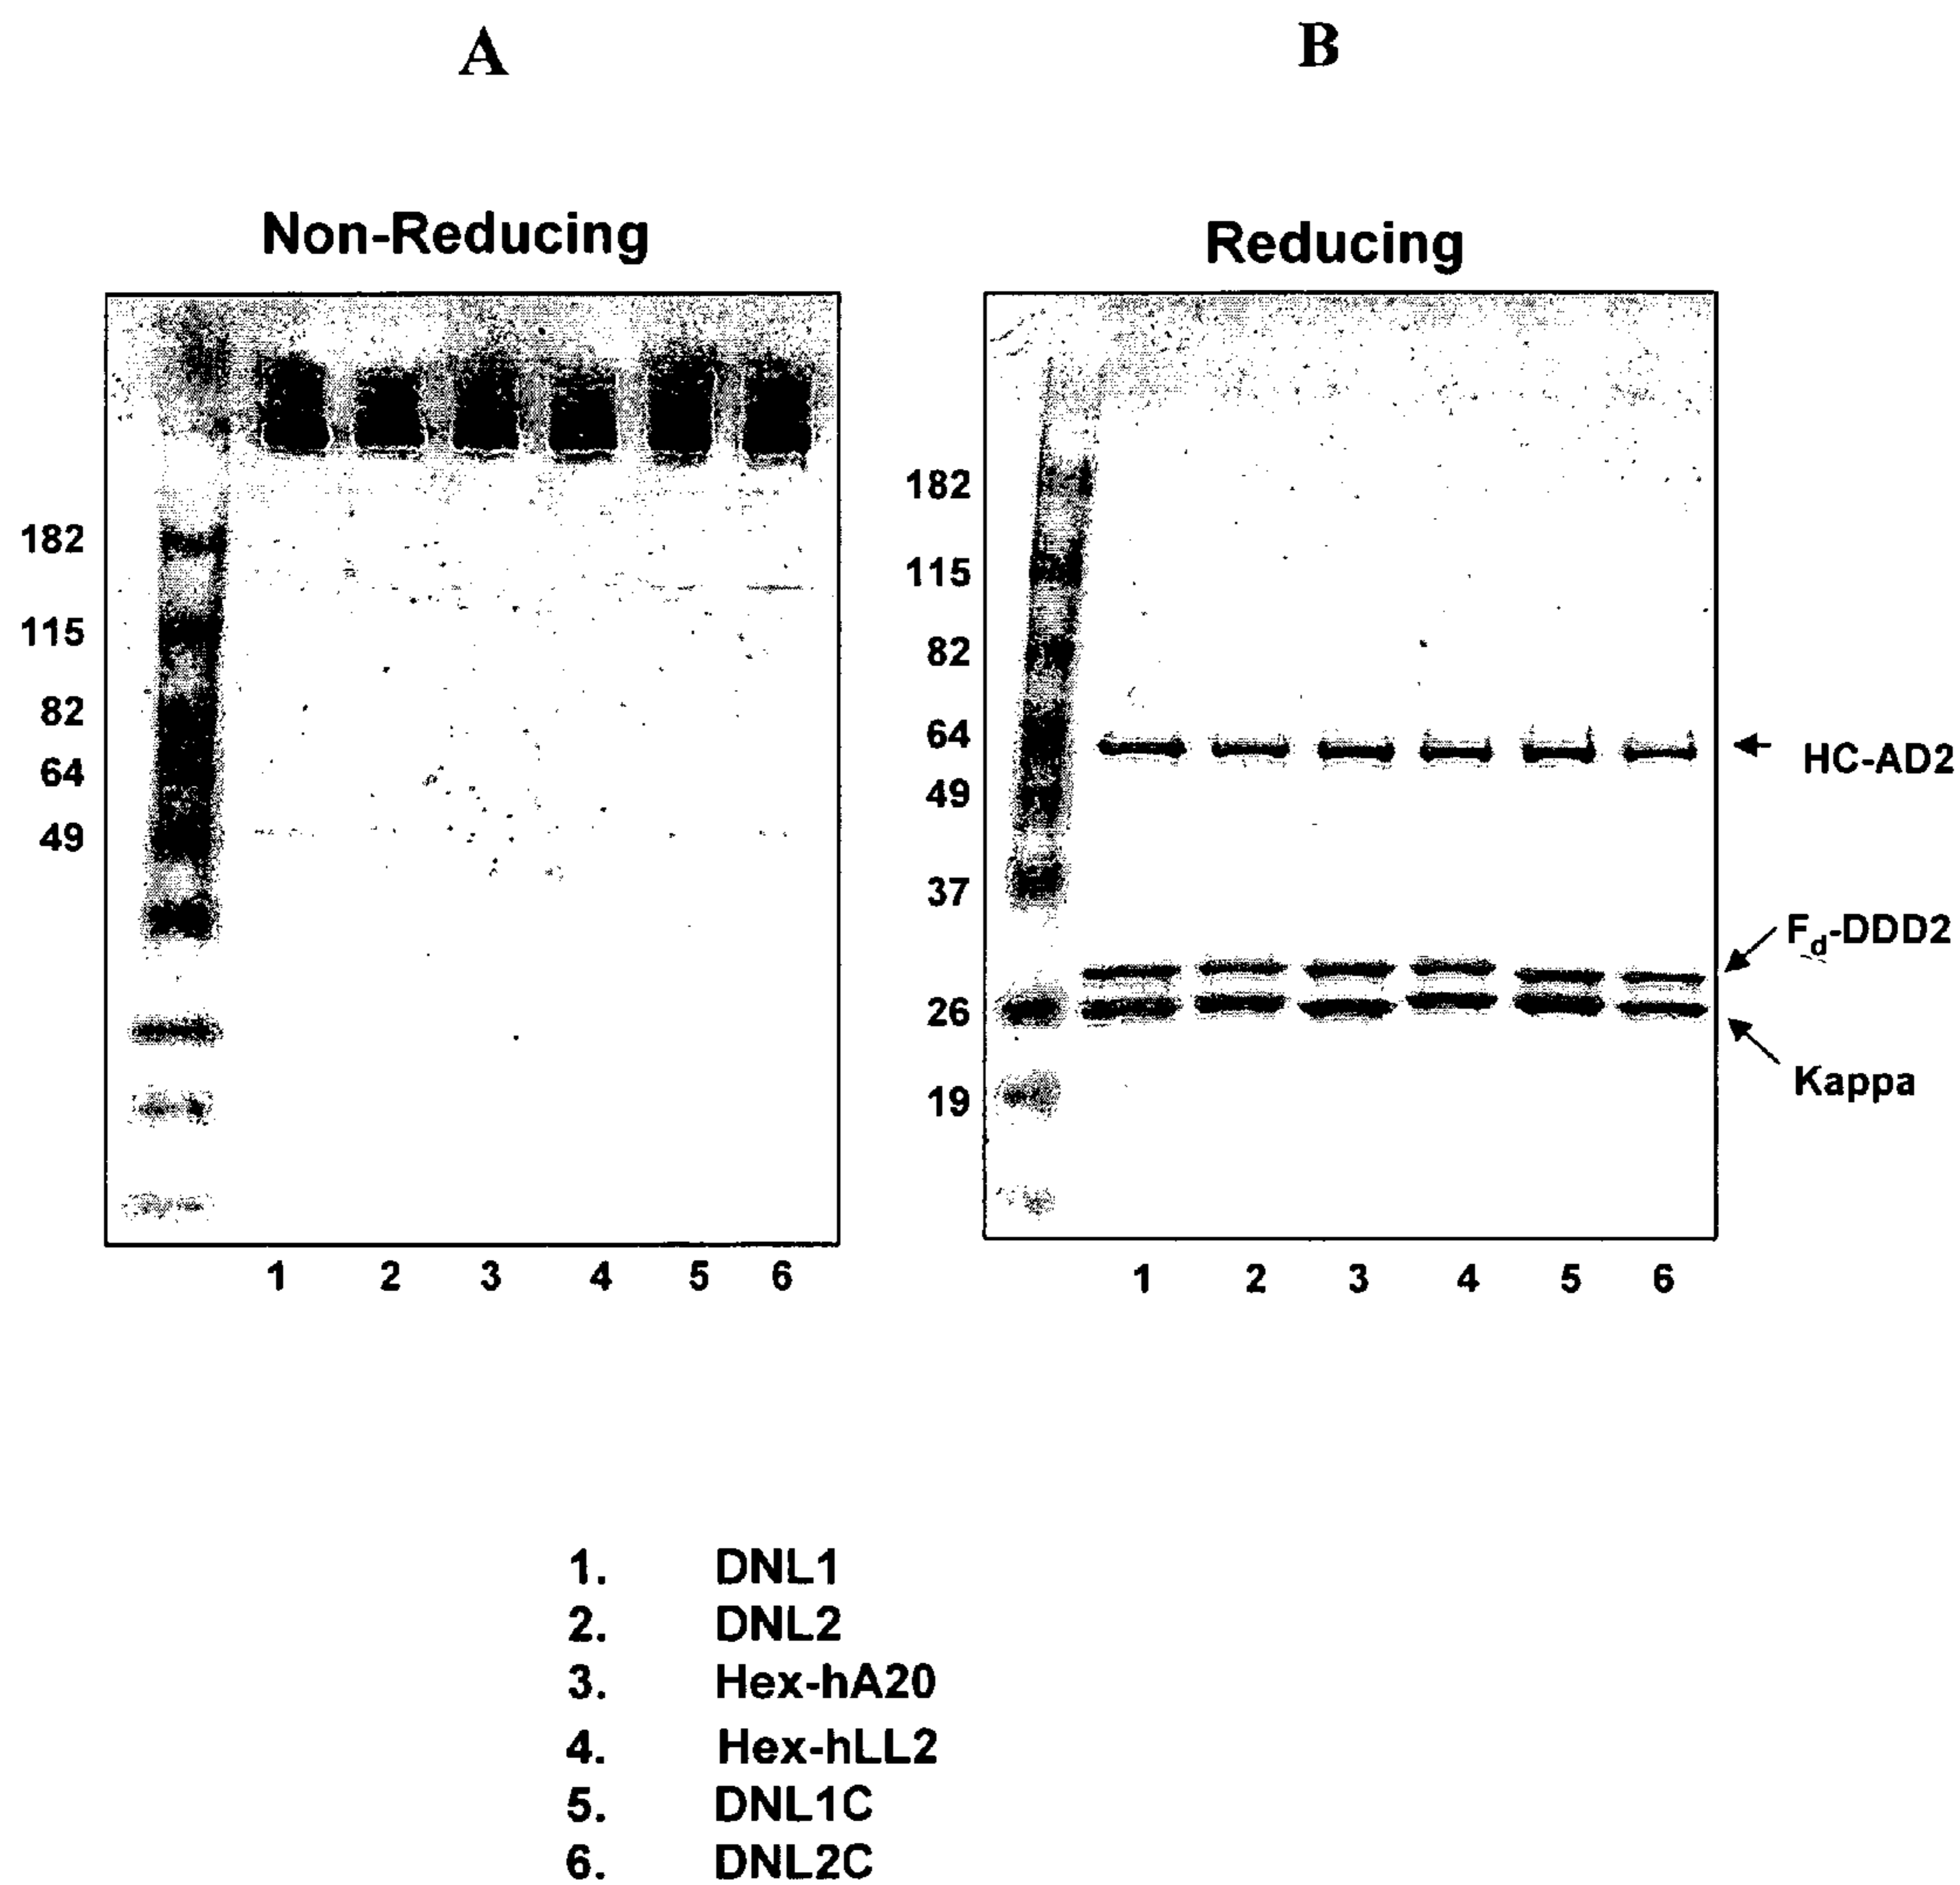 A
B
Non-Reducing
Reducing
182
115
82
64
49
182
115
82
64
49
37
26
19
HC-AD2
Fd-DDD2
Kappa
1 2 3 4 5 6
1 2 3 4 5 6
1. DNL1
2. DNL2
3. Hex-hA20
4. Hex-hLL2
5. DNL1C
6. DNL2C